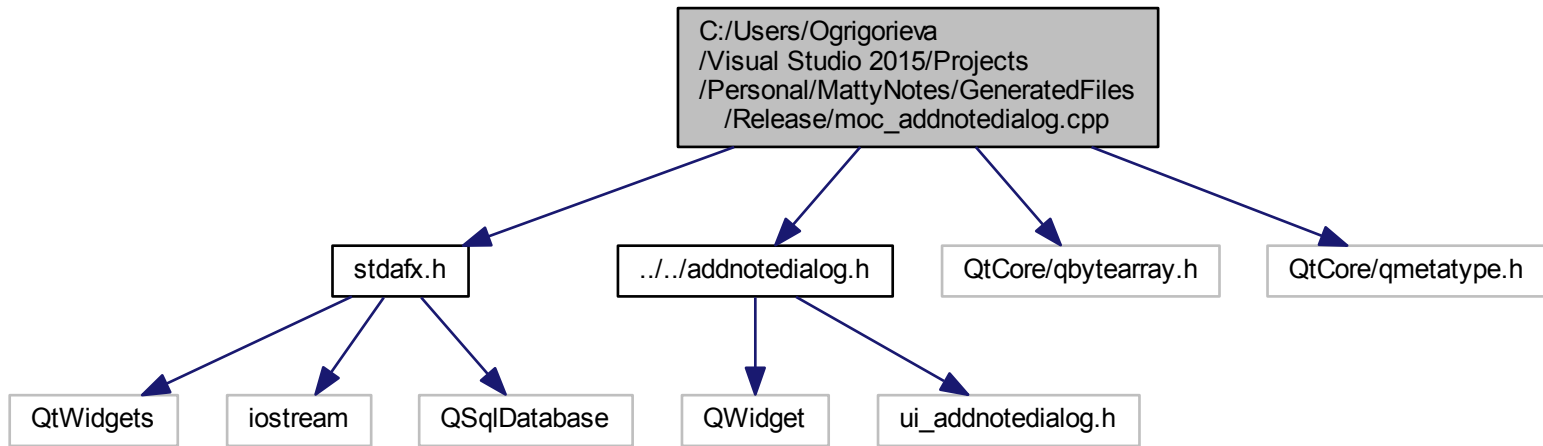 C:/Users/Ogrigorieva
/Visual Studio 2015/Projects
/Personal/MattyNotes/GeneratedFiles
/Release/moc_addnotedialog.cpp
stdafx.h
../../addnotedialog.h
QtCore/qbytearray.h
QtCore/qmetatype.h
QtWidgets
iostream
QSqlDatabase
QWidget
ui_addnotedialog.h